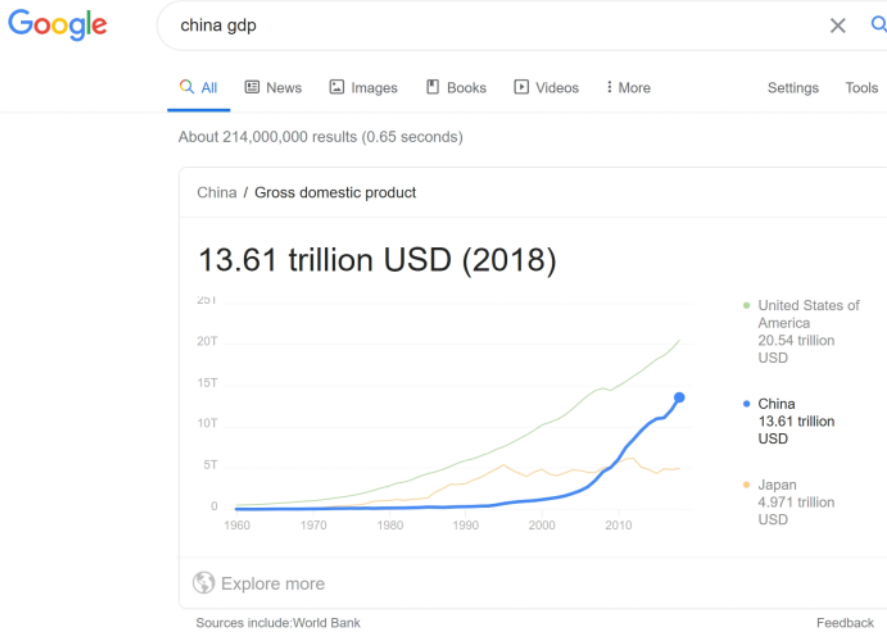 Google
china gdp
All News Images Books Videos More Settings Tools
About 214,000,000 results (0.65 seconds)
China / Gross domestic product
13.61 trillion USD (2018)
25T
20T
15T
10T
5T
0
1960 1970 1980 1990 2000 2010
United States of
America
20.54 trillion
USD
China
13.61 trillion
USD
Japan
4.971 trillion
USD
Explore more
Sources include:World Bank
Feedback